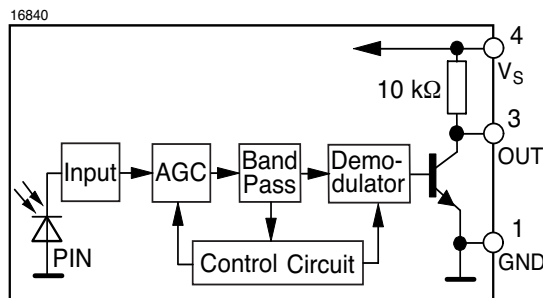 16840
4
V_S
10 kΩ
3
OUT
Input
AGC
Band
Pass
Demo-
dulator
PIN
Control Circuit
1
GND